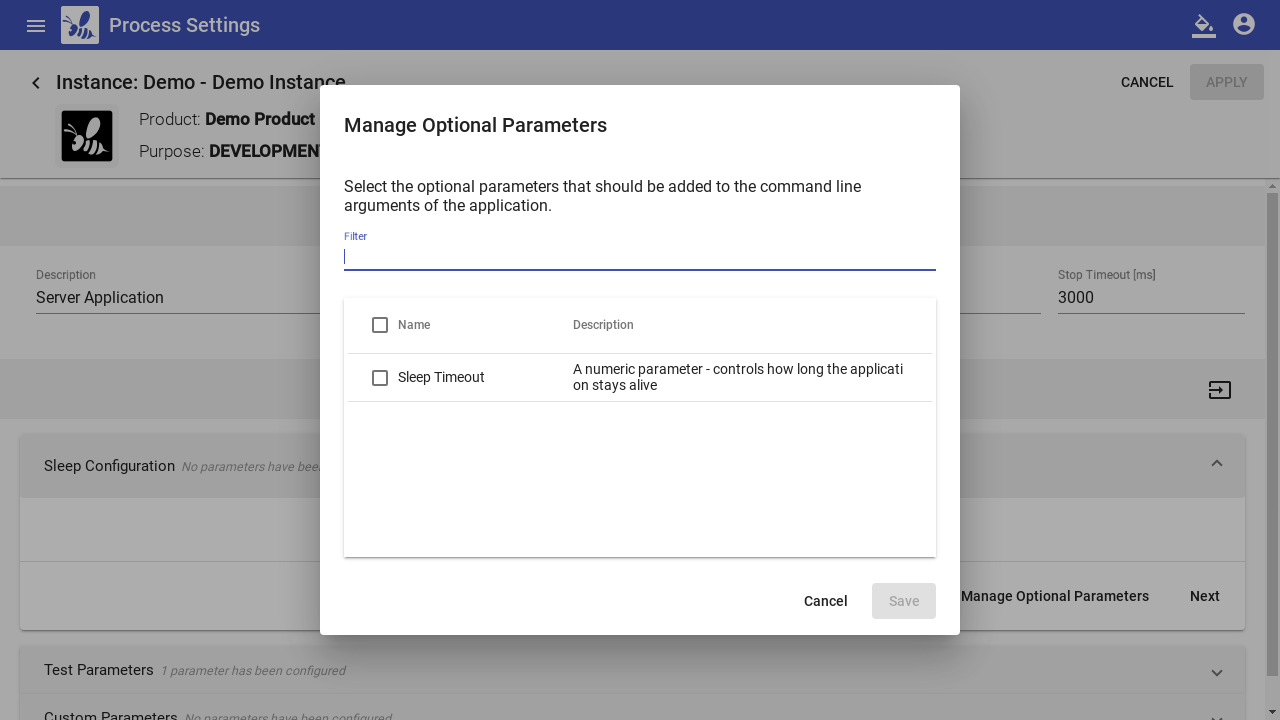 Process Settings
Instance: Demo - Demo Instance
CANCEL
APPLY
Product: Demo Product
Purpose: DEVELOPMENT
Manage Optional Parameters
Select the optional parameters that should be added to the command line
arguments of the application.
Filter
Description
Server Application
Stop Timeout [ms]
3000
Name
Description
Sleep Timeout
A numeric parameter - controls how long the applicati
on stays alive
Sleep Configuration No parameters have been
Cancel
Save
Manage Optional Parameters
Next
Test Parameters 1 parameter has been configured
Custom Parameters No parameters have been configured